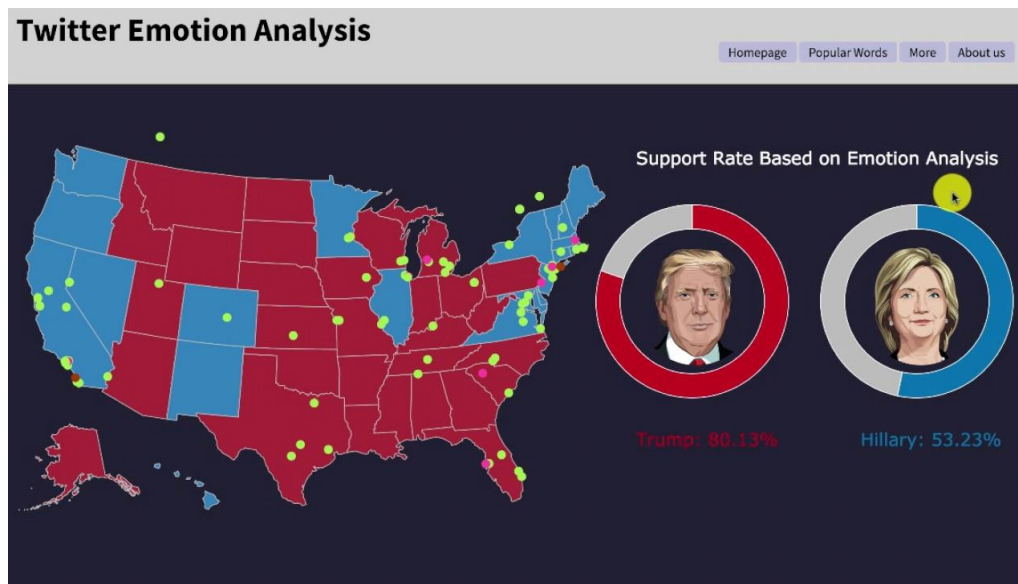 Twitter Emotion Analysis
Homepage Popular Words More About us
Support Rate Based on Emotion Analysis
Trump: 80.13% Hillary: 53.23%